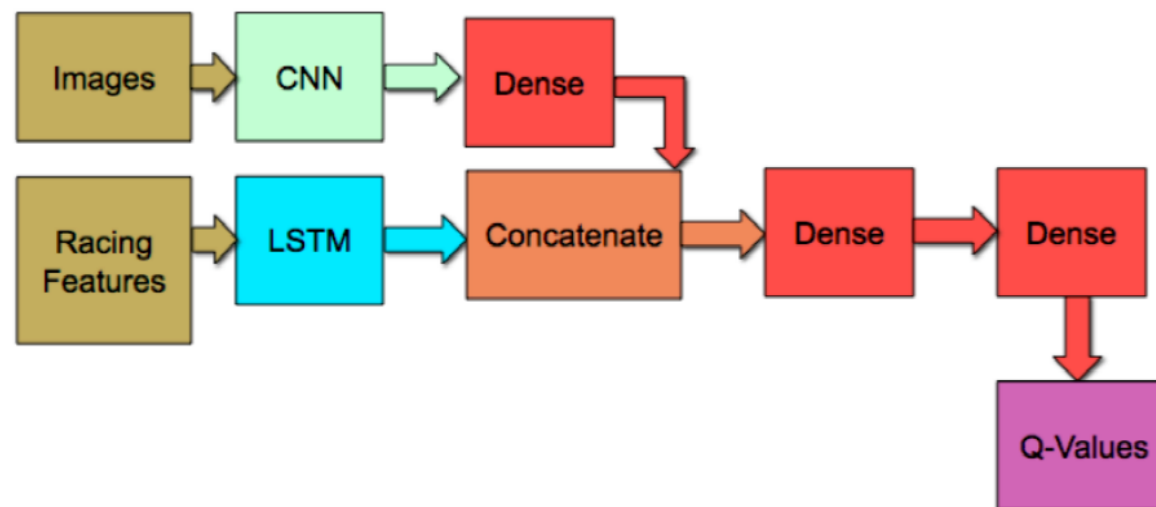 Images
CNN
Dense
Racing
Features
LSTM
Concatenate
Dense
Dense
Q-Values